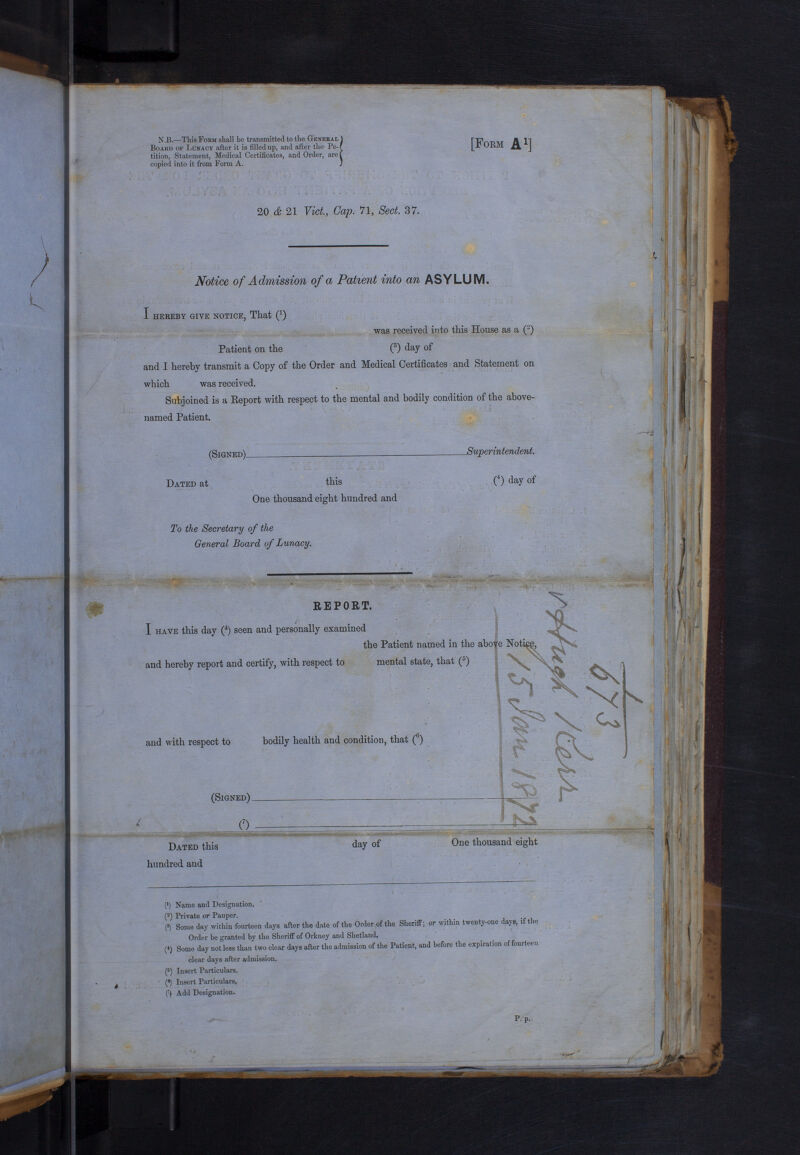 N.B.—This Form shall be transmitted to the General
Board of Lunacy after it is filled up, and after the Pe-
tition, Statement, Medical Certificates, and Order, are
copied into it from Form A.
[Form A¹]
20 & 21 Vict., Cap. 71, Sect. 37.
Notice of Admission of a Patient into an ASYLUM.
I HEREBY GIVE NOTICE, That (¹)
was received into this House as a (²)
Patient on the (³) day of
and I hereby transmit a Copy of the Order and Medical Certificates and Statement on
which was received.
Subjoined is a Report with respect to the mental and bodily condition of the above-
named Patient.
(Signed) Superintendent.
Dated at this (⁴) day of
One thousand eight hundred and
To the Secretary of the
General Board of Lunacy.
REPORT.
I HAVE this day (⁴) seen and personally examined
the Patient named in the above Notice,
and hereby report and certify, with respect to mental state, that (⁵)
and with respect to bodily health and condition, that (⁶)
(Signed)
(⁷)
Dated this day of One thousand eight
hundred and
673
Hugh Kerr
15 Jan 1872
(¹) Name and Designation.
(²) Private or Pauper.
(³) Some day within fourteen days after the date of the Order of the Sheriff; or within twenty-one days, if the
Order be granted by the Sheriff of Orkney and Shetland.
(⁴) Some day not less than two clear days after the admission of the Patient, and before the expiration of fourteen
clear days after admission.
(⁵) Insert Particulars.
(⁶) Insert Particulars.
(⁷) Add Designation.
P. p.